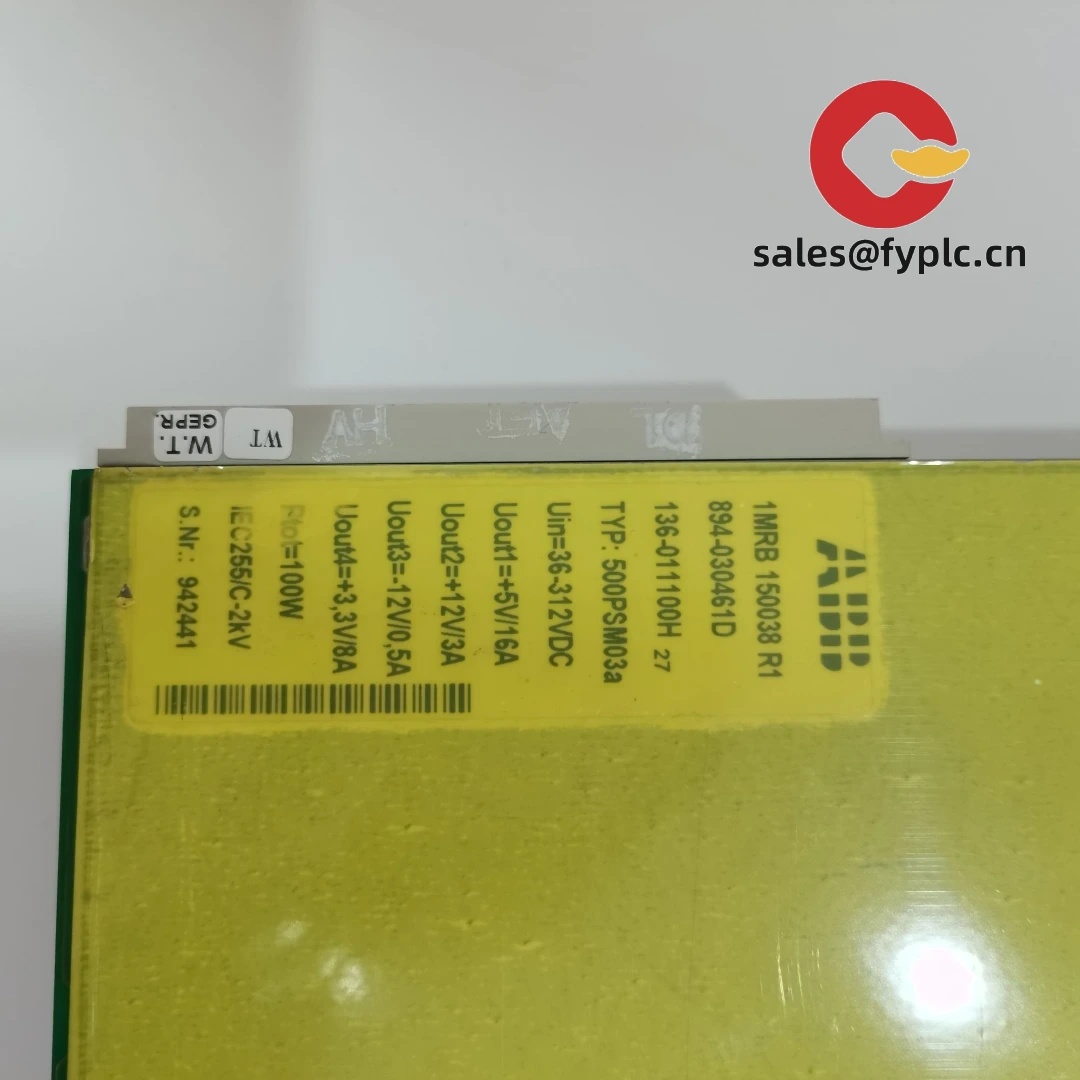 sales@fyplc.cn
W.T.
GEPR.
WT
HV
ABB
1MRB 150038 R1
894-030461D
136-011100H 27
TYP: 500PSM03a
Uin=36-312VDC
Uout1=+5V/16A
Uout2=+12V/3A
Uout3=-12V/0,5A
Uout4=+3,3V/8A
Ptot=100W
IEC255/C-2kV
S.Nr.: 942441